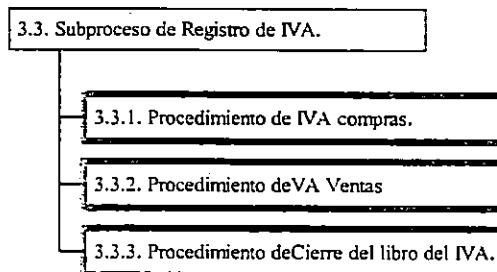 3.3. Subproceso de Registro de IVA.
3.3.1. Procedimiento de IVA compras.
3.3.2. Procedimiento deVA Ventas
3.3.3. Procedimiento deCierre del libro del IVA.